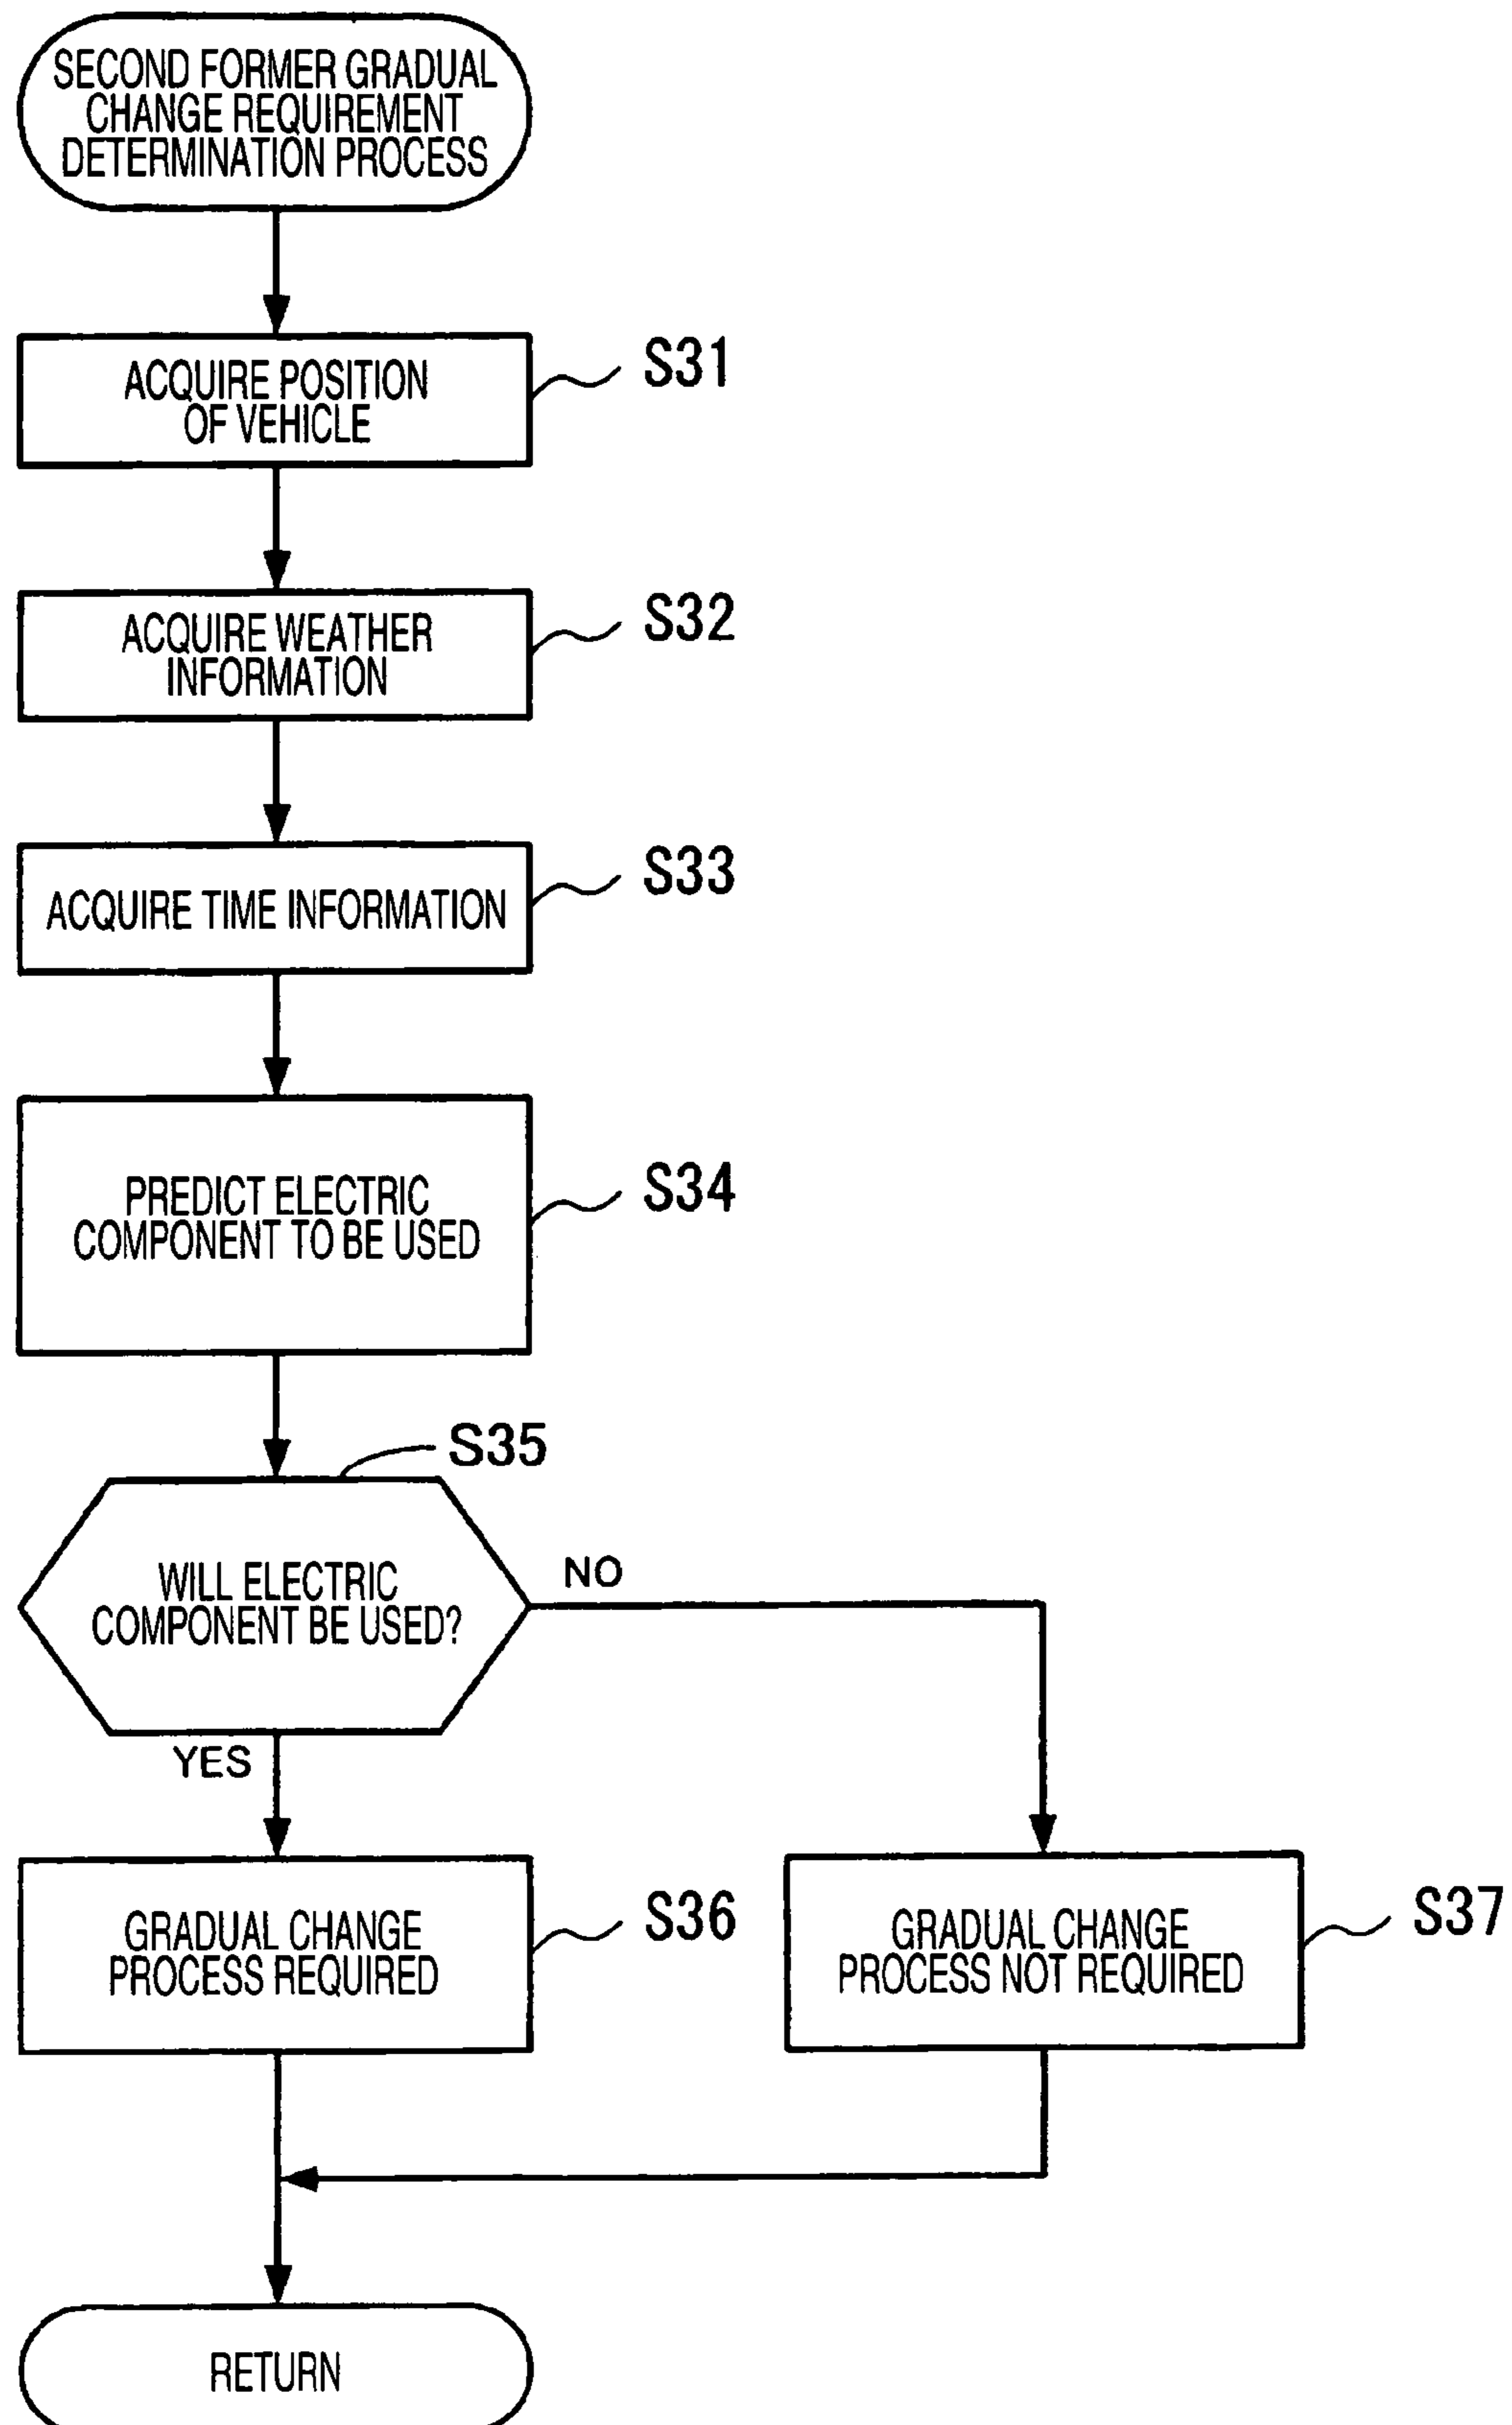 SECOND FORMER GRADUAL
CHANGE REQUIREMENT
DETERMINATION PROCESS
ACQUIRE POSITION
OF VEHICLE
S31
ACQUIRE WEATHER
INFORMATION
S32
ACQUIRE TIME INFORMATION
S33
PREDICT ELECTRIC
COMPONENT TO BE USED
S34
S35
WILL ELECTRIC
COMPONENT BE USED?
NO
YES
GRADUAL CHANGE
PROCESS REQUIRED
S36
GRADUAL CHANGE
PROCESS NOT REQUIRED
S37
RETURN